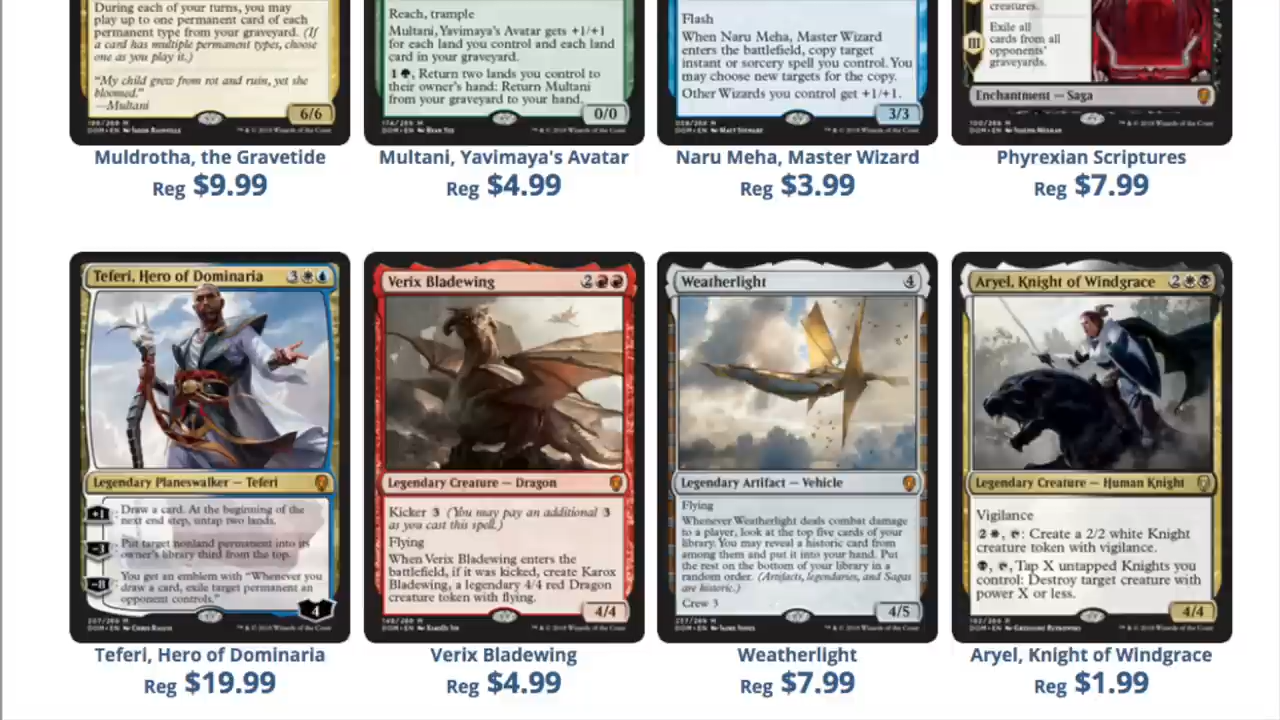 During each of your turns, you may
play up to one permanent card of each
permanent type from your graveyard. (If
a card has multiple permanent types, choose
one as you play it.)
"My child grew from rot and ruin, yet she
bloomed."
—Multani
6/6
Reach, trample
Multani, Yavimaya's Avatar gets +1/+1
for each land you control and each land
card in your graveyard.
1, Return two lands you control to
their owner's hand: Return Multani
from your graveyard to your hand.
0/0
Flash
When Naru Meha, Master Wizard
enters the battlefield, copy target
instant or sorcery spell you control. You
may choose new targets for the copy.
Other Wizards you control get +1/+1.
3/3
creatures.
III
Exile all
cards from all
opponents'
graveyards.
Enchantment — Saga
Muldrotha, the Gravetide
Reg $9.99
Multani, Yavimaya's Avatar
Reg $4.99
Naru Meha, Master Wizard
Reg $3.99
Phyrexian Scriptures
Reg $7.99
Teferi, Hero of Dominaria 3
Legendary Planeswalker — Teferi
+1 : Draw a card. At the beginning of the
next end step, untap two lands.
-3 : Put target nonland permanent into its
owner's library third from the top.
-8 : You get an emblem with "Whenever you
draw a card, exile target permanent an
opponent controls."
4
Verix Bladewing 2
Legendary Creature — Dragon
Kicker 3 (You may pay an additional 3
as you cast this spell.)
Flying
When Verix Bladewing enters the
battlefield, if it was kicked, create Karox
Bladewing, a legendary 4/4 red Dragon
creature token with flying.
4/4
Weatherlight 4
Legendary Artifact — Vehicle
Flying
Whenever Weatherlight deals combat damage
to a player, look at the top five cards of your
library. You may reveal a historic card from
among them and put it into your hand. Put
the rest on the bottom of your library in a
random order. (Artifacts, legendaries, and Sagas
are historic.)
Crew 3
4/5
Aryel, Knight of Windgrace 2
Legendary Creature — Human Knight
Vigilance
2, : Create a 2/2 white Knight
creature token with vigilance.
, , Tap X untapped Knights you
control: Destroy target creature with
power X or less.
4/4
Teferi, Hero of Dominaria
Reg $19.99
Verix Bladewing
Reg $4.99
Weatherlight
Reg $7.99
Aryel, Knight of Windgrace
Reg $1.99